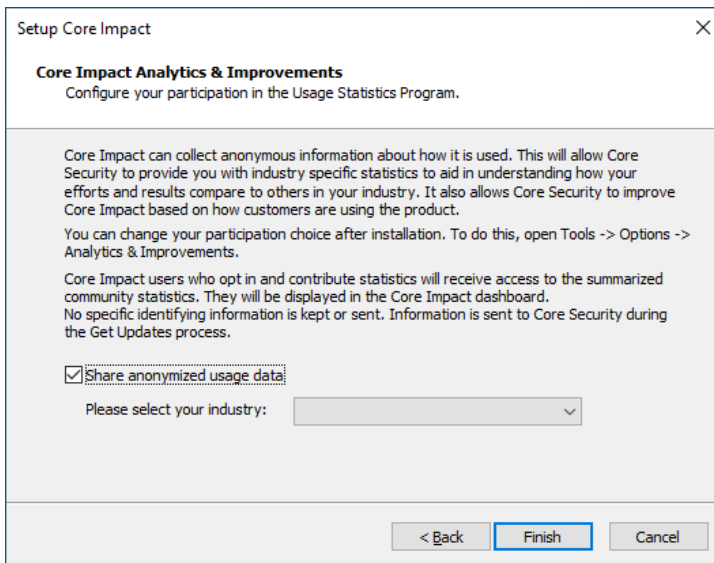 Setup Core Impact
Core Impact Analytics & Improvements
Configure your participation in the Usage Statistics Program.
Core Impact can collect anonymous information about how it is used. This will allow Core
Security to provide you with industry specific statistics to aid in understanding how your
efforts and results compare to others in your industry. It also allows Core Security to improve
Core Impact based on how customers are using the product.
You can change your participation choice after installation. To do this, open Tools -> Options ->
Analytics & Improvements.
Core Impact users who opt in and contribute statistics will receive access to the summarized
community statistics. They will be displayed in the Core Impact dashboard.
No specific identifying information is kept or sent. Information is sent to Core Security during
the Get Updates process.
Share anonymized usage data
Please select your industry:
< Back Finish Cancel